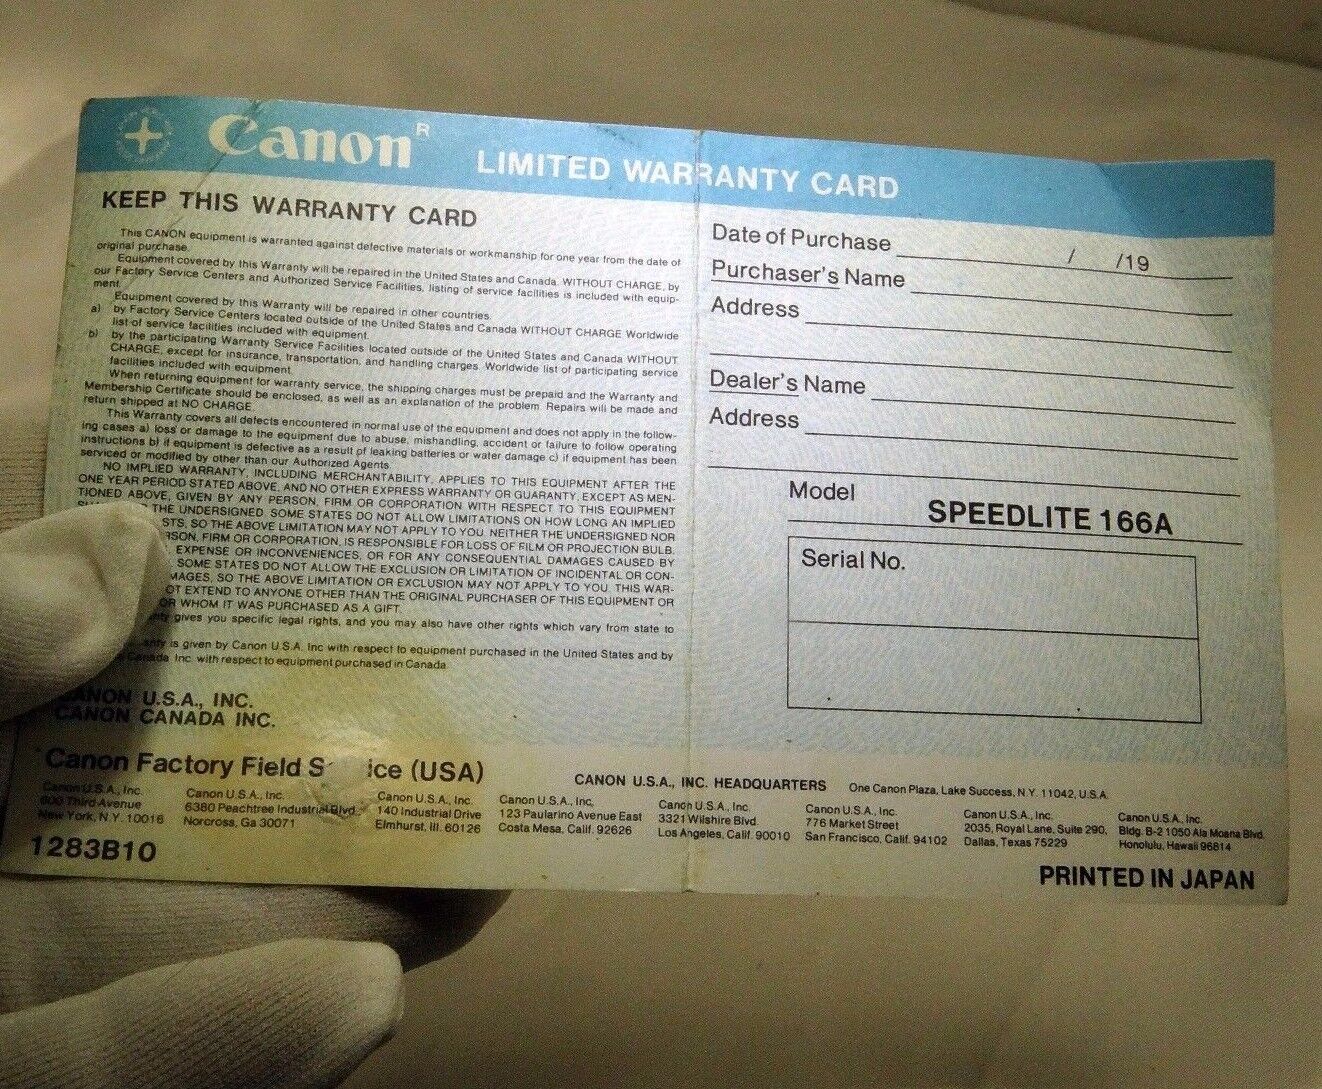 Canon R
LIMITED WARRANTY CARD
KEEP THIS WARRANTY CARD
This CANON equipment is warranted against defective materials or workmanship for one year from the date of
original purchase.
Equipment covered by this Warranty will be repaired in the United States and Canada WITHOUT CHARGE, by
our Factory Service Centers and Authorized Service Facilities, listing of service facilities is included with equip-
ment.
Equipment covered by this Warranty will be repaired in other countries.
a) by Factory Service Centers located outside of the United States and Canada WITHOUT CHARGE Worldwide
list of service facilities included with equipment.
b) by the participating Warranty Service Facilities located outside of the United States and Canada WITHOUT
CHARGE, except for insurance, transportation, and handling charges. Worldwide list of participating service
facilities included with equipment.
When returning equipment for warranty service, the shipping charges must be prepaid and the Warranty and
Membership Certificate should be enclosed, as well as an explanation of the problem. Repairs will be made and
return shipped at NO CHARGE.
This Warranty covers all defects encountered in normal use of the equipment and does not apply in the follow-
ing cases a) loss or damage to the equipment due to abuse, mishandling, accident or failure to follow operating
instructions b) if equipment is defective as a result of leaking batteries or water damage c) if equipment has been
serviced or modified by other than our Authorized Agents.
NO IMPLIED WARRANTY, INCLUDING MERCHANTABILITY, APPLIES TO THIS EQUIPMENT AFTER THE
ONE YEAR PERIOD STATED ABOVE, AND NO OTHER EXPRESS WARRANTY OR GUARANTY, EXCEPT AS MEN-
TIONED ABOVE, GIVEN BY ANY PERSON, FIRM OR CORPORATION WITH RESPECT TO THIS EQUIPMENT
THE UNDERSIGNED. SOME STATES DO NOT ALLOW LIMITATIONS ON HOW LONG AN IMPLIED
STS, SO THE ABOVE LIMITATION MAY NOT APPLY TO YOU. NEITHER THE UNDERSIGNED NOR
RSON, FIRM OR CORPORATION, IS RESPONSIBLE FOR LOSS OF FILM OR PROJECTION BULB,
EXPENSE OR INCONVENIENCES, OR FOR ANY CONSEQUENTIAL DAMAGES CAUSED BY
SOME STATES DO NOT ALLOW THE EXCLUSION OR LIMITATION OF INCIDENTAL OR CON-
MAGES, SO THE ABOVE LIMITATION OR EXCLUSION MAY NOT APPLY TO YOU. THIS WAR-
OT EXTEND TO ANYONE OTHER THAN THE ORIGINAL PURCHASER OF THIS EQUIPMENT OR
OR WHOM IT WAS PURCHASED AS A GIFT.
nty gives you specific legal rights, and you may also have other rights which vary from state to
nty is given by Canon U.S.A. Inc with respect to equipment purchased in the United States and by
Canada Inc. with respect to equipment purchased in Canada.
CANON U.S.A., INC.
CANON CANADA INC.
Date of Purchase / /19
Purchaser's Name
Address
Dealer's Name
Address
Model SPEEDLITE 166A
Serial No.
Canon Factory Field S ice (USA)
CANON U.S.A., INC. HEADQUARTERS One Canon Plaza, Lake Success, N.Y. 11042, U.S.A.
Canon U.S.A., Inc.
600 Third Avenue
New York, N.Y. 10016
Canon U.S.A., Inc.
6380 Peachtree Industrial Blvd.
Norcross, Ga 30071
Canon U.S.A., Inc.
140 Industrial Drive
Elmhurst, Ill. 60126
Canon U.S.A., Inc,
123 Paularino Avenue East
Costa Mesa, Calif. 92626
Canon U.S.A., Inc.
3321 Wilshire Blvd.
Los Angeles, Calif. 90010
Canon U.S.A., Inc.
776 Market Street
San Francisco, Calif. 94102
Canon U.S.A., Inc.
2035, Royal Lane, Suite 290,
Dallas, Texas 75229
Canon U.S.A., Inc.
Bldg. B-2 1050 Ala Moana Blvd.
Honolulu, Hawaii 96814
1283B10
PRINTED IN JAPAN